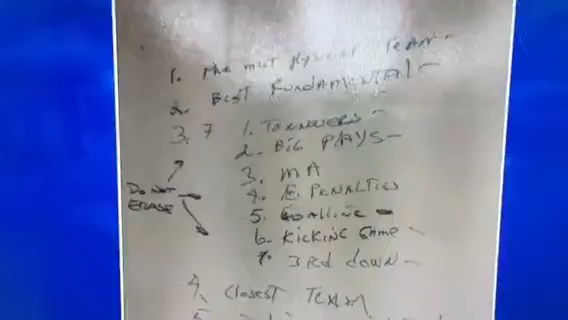 1. The most physical Team -
2. Best Fundamental -
3. 7 1. Turnovers -
2. Big Plays -
3. MA
4. E. Penalties
5. Goalline -
6. Kicking Game -
7. 3rd down -
DO NOT
ERASE
4. Closest Team
5.